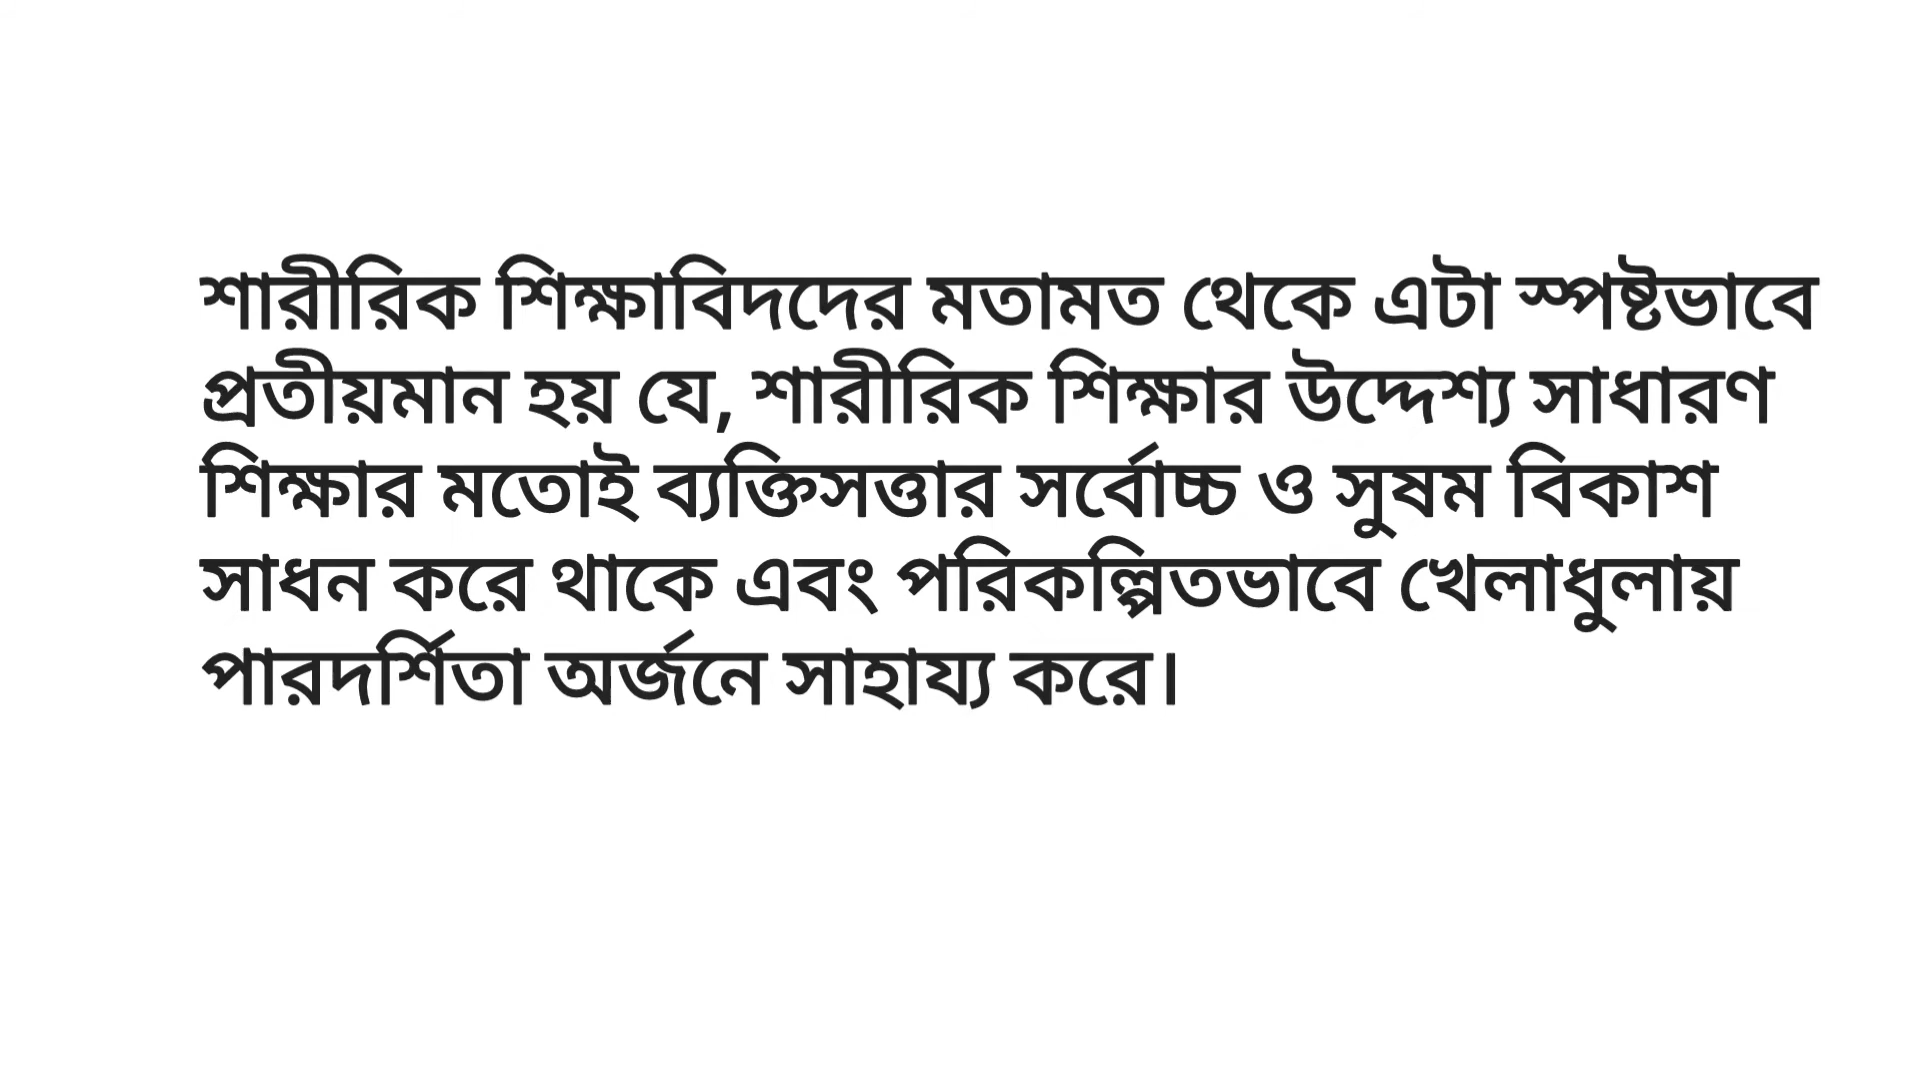 শারীরিক শিক্ষাবিদদের মতামত থেকে এটা স্পষ্টভাবে
প্রতীয়মান হয় যে, শারীরিক শিক্ষার উদ্দেশ্য সাধারণ
শিক্ষার মতোই ব্যক্তিসত্তার সর্বোচ্চ ও সুষম বিকাশ
সাধন করে থাকে এবং পরিকল্পিতভাবে খেলাধুলায়
পারদর্শিতা অর্জনে সাহায্য করে।